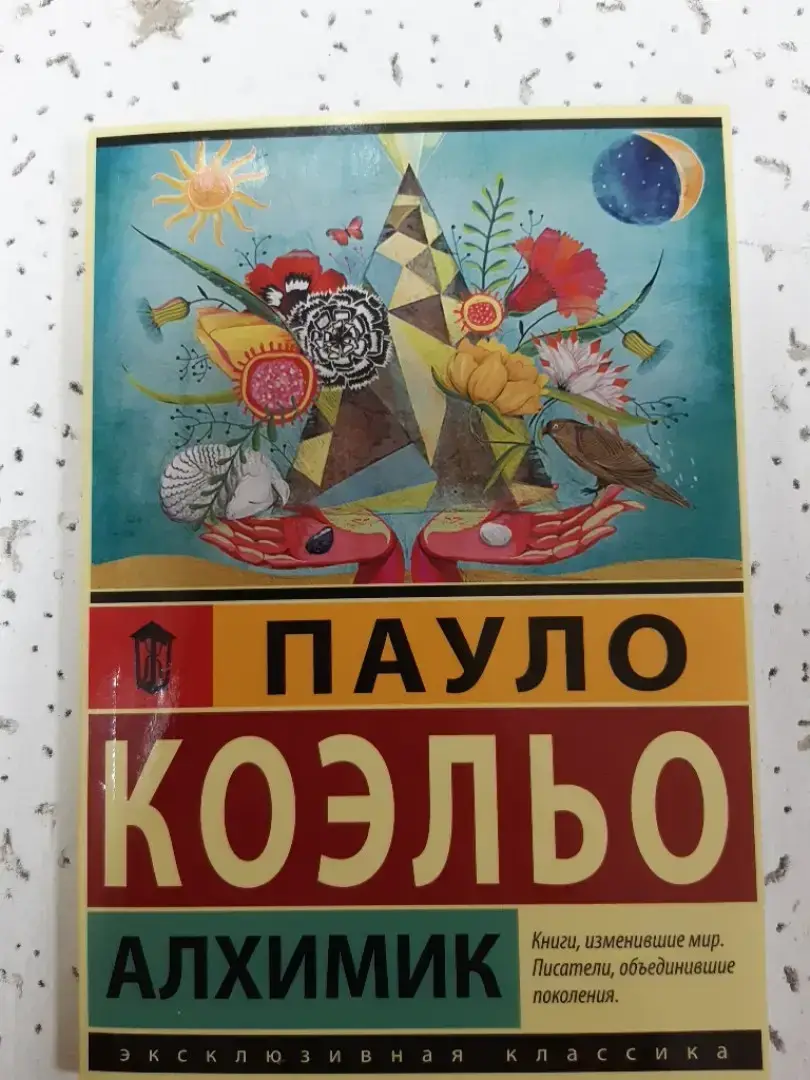 ПАУЛО
КОЭЛЬО
АЛХИМИК
Книги, изменившие мир.
Писатели, объединившие
поколения.
эксклюзивная классика